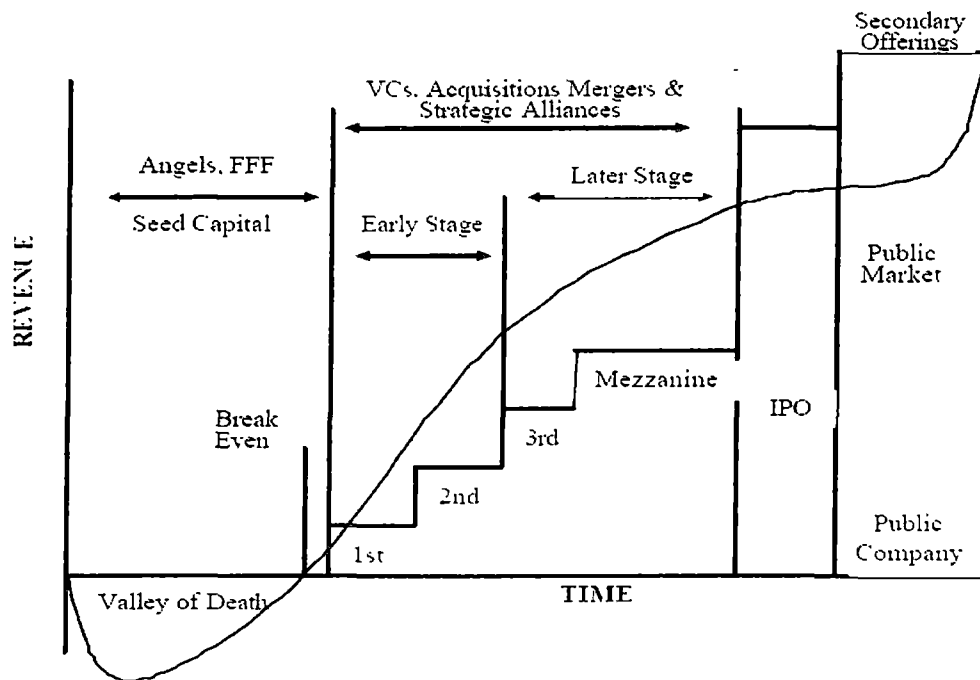 Secondary
Offerings
VCs. Acquisitions Mergers &
Strategic Alliances
Angels, FFF
Seed Capital
Later Stage
Early Stage
REVENUE
Public
Market
Mezzanine
Break
Even
IPO
3rd
2nd
1st
Public
Company
TIME
Valley of Death